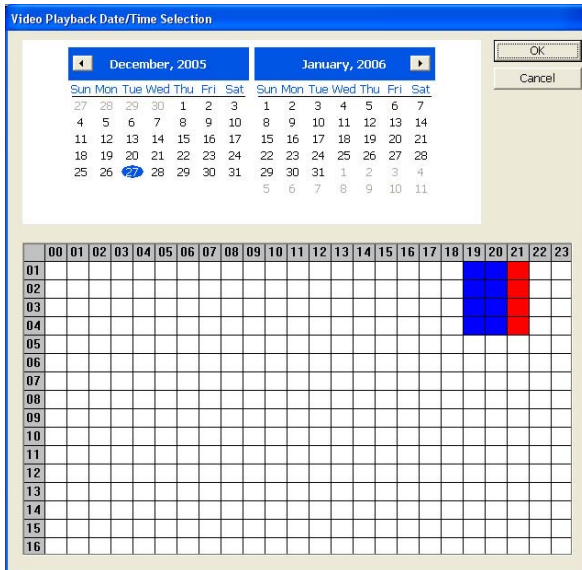 Video Playback Date/Time Selection
December, 2005
Sun Mon Tue Wed Thu Fri Sat
27 28 29 30 1 2 3
4 5 6 7 8 9 10
11 12 13 14 15 16 17
18 19 20 21 22 23 24
25 26 27 28 29 30 31
January, 2006
Sun Mon Tue Wed Thu Fri Sat
1 2 3 4 5 6 7
8 9 10 11 12 13 14
15 16 17 18 19 20 21
22 23 24 25 26 27 28
29 30 31 1 2 3 4
5 6 7 8 9 10 11
OK
Cancel
00 01 02 03 04 05 06 07 08 09 10 11 12 13 14 15 16 17 18 19 20 21 22 23
01
02
03
04
05
06
07
08
09
10
11
12
13
14
15
16